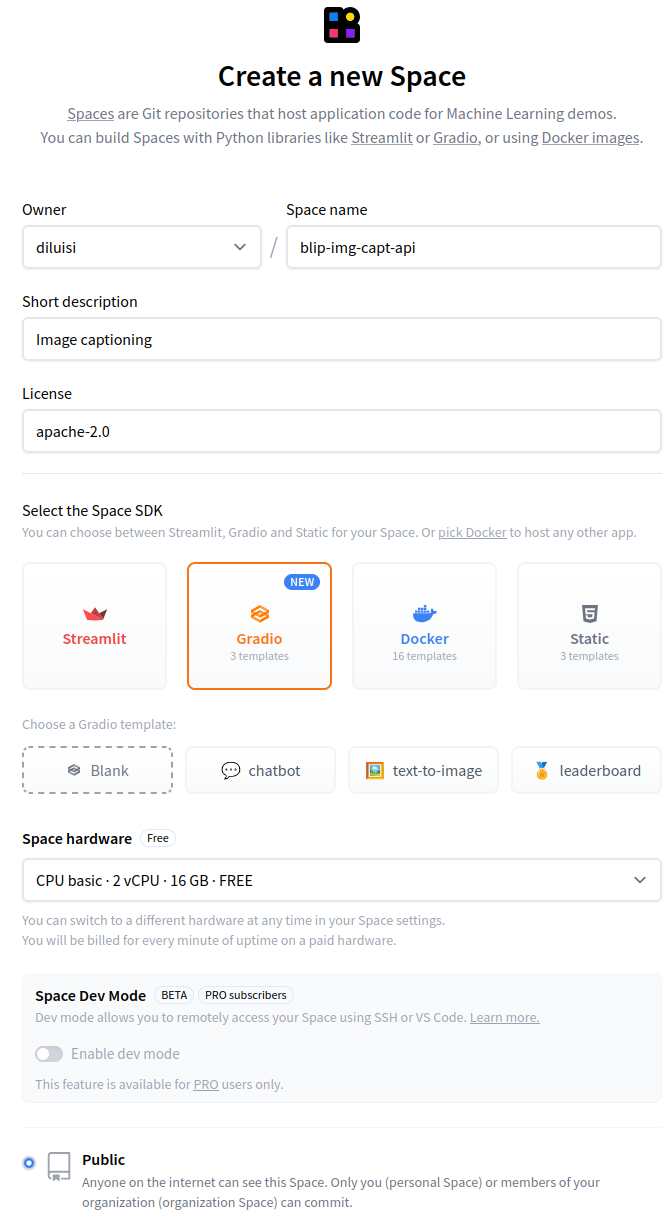 Create a new Space
Spaces are Git repositories that host application code for Machine Learning demos.
You can build Spaces with Python libraries like Streamlit or Gradio, or using Docker images.
Owner
Space name
diluisi
/
blip-img-capt-api
Short description
Image captioning
License
apache-2.0
Select the Space SDK
You can choose between Streamlit, Gradio and Static for your Space. Or pick Docker to host any other app.
Streamlit
NEW
Gradio
3 templates
Docker
16 templates
Static
3 templates
Choose a Gradio template:
Blank
chatbot
text-to-image
leaderboard
Space hardware Free
CPU basic · 2 vCPU · 16 GB · FREE
You can switch to a different hardware at any time in your Space settings.
You will be billed for every minute of uptime on a paid hardware.
Space Dev Mode BETA PRO subscribers
Dev mode allows you to remotely access your Space using SSH or VS Code. Learn more.
Enable dev mode
This feature is available for PRO users only.
Public
Anyone on the internet can see this Space. Only you (personal Space) or members of your
organization (organization Space) can commit.